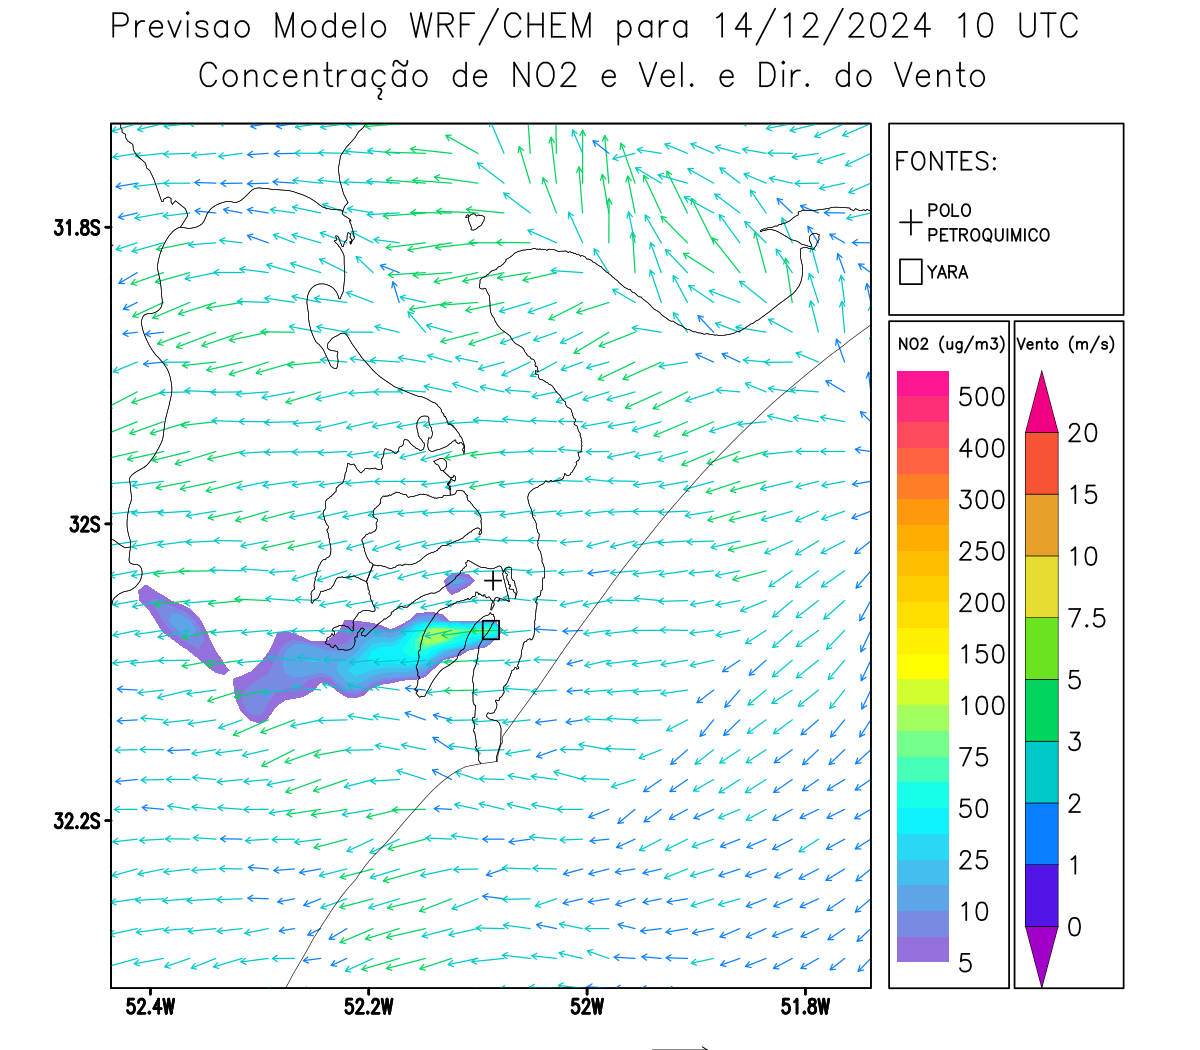 Previsao Modelo WRF/CHEM para 14/12/2024 10 UTC
Concentração de NO2 e Vel. e Dir. do Vento
FONTES:
POLO
PETROQUIMICO
YARA
NO2 (ug/m3)
500
400
300
250
200
150
100
75
50
25
10
5
Vento (m/s)
20
15
10
7.5
5
3
2
1
0
31.8S
32S
32.2S
52.4W
52.2W
52W
51.8W